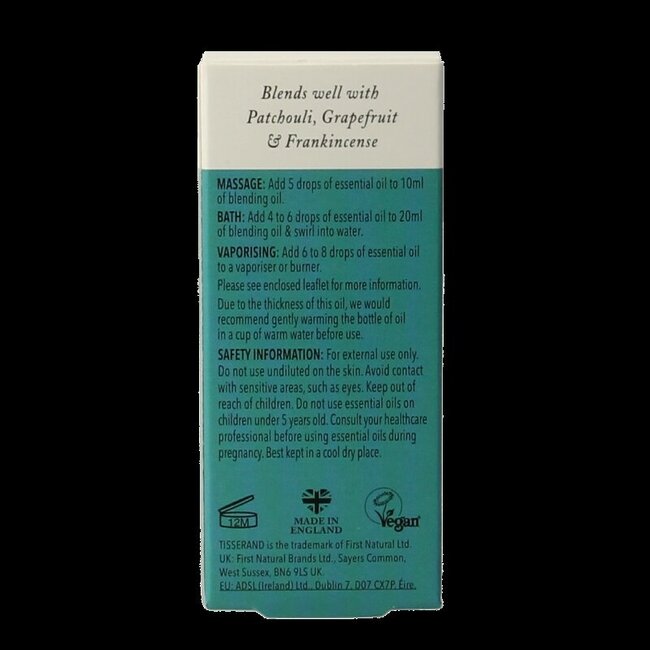 Blends well with
Patchouli, Grapefruit
& Frankincense
MASSAGE: Add 5 drops of essential oil to 10ml
of blending oil.
BATH: Add 4 to 6 drops of essential oil to 20ml
of blending oil & swirl into water.
VAPORISING: Add 6 to 8 drops of essential oil
to a vaporiser or burner.
Please see enclosed leaflet for more information.
Due to the thickness of this oil, we would
recommend gently warming the bottle of oil
in a cup of warm water before use.
SAFETY INFORMATION: For external use only.
Do not use undiluted on the skin. Avoid contact
with sensitive areas, such as eyes. Keep out of
reach of children. Do not use essential oils on
children under 5 years old. Consult your healthcare
professional before using essential oils during
pregnancy. Best kept in a cool dry place.
12M
MADE IN
ENGLAND
Vegan
TISSERAND is the trademark of First Natural Ltd.
UK: First Natural Brands Ltd., Sayers Common,
West Sussex, BN6 9LS UK.
EU: ADSL (Ireland) Ltd., Dublin 7, D07 CX7P, Éire.